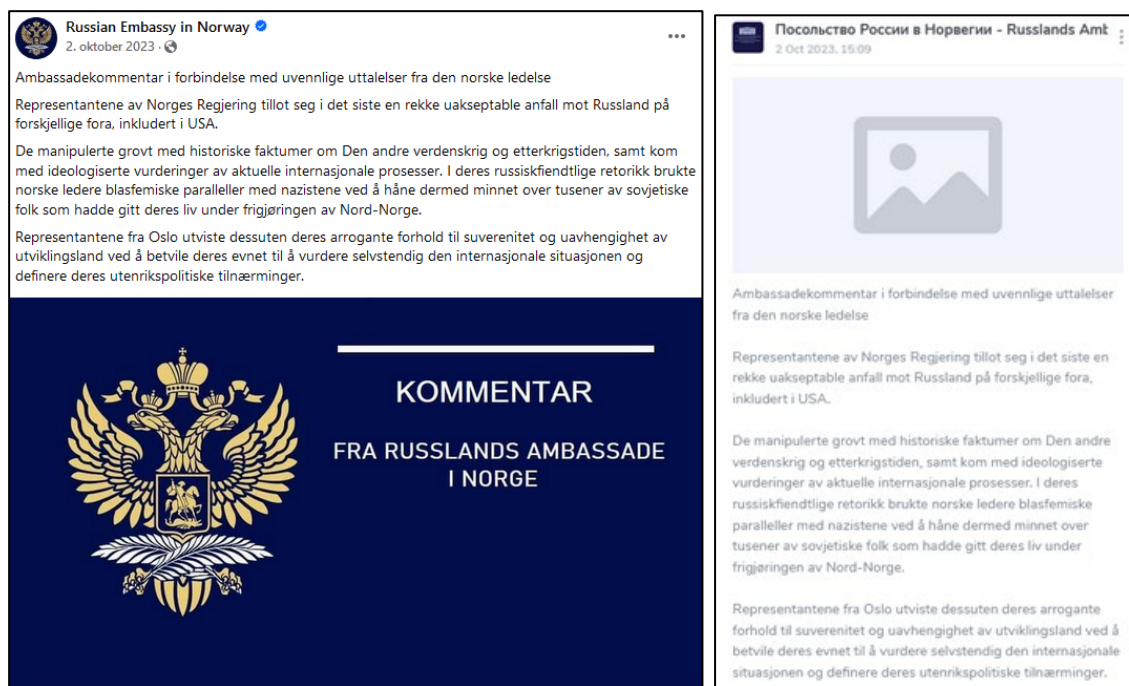 Russian Embassy in Norway
2. oktober 2023 ·
Ambassadekommentar i forbindelse med uvennlige uttalelser fra den norske ledelse
Representantene av Norges Regjering tillot seg i det siste en rekke uakseptable anfall mot Russland på
forskjellige fora, inkludert i USA.
De manipulerte grovt med historiske faktumer om Den andre verdenskrig og etterkrigstiden, samt kom
med ideologiserte vurderinger av aktuelle internasjonale prosesser. I deres russiskfiendtlige retorikk brukte
norske ledere blasfemiske paralleller med nazistene ved å håne dermed minnet over tusener av sovjetiske
folk som hadde gitt deres liv under frigjøringen av Nord-Norge.
Representantene fra Oslo utviste dessuten deres arrogante forhold til suverenitet og uavhengighet av
utviklingsland ved å betvile deres evnet til å vurdere selvstendig den internasjonale situasjonen og
definere deres utenrikspolitiske tilnærminger.
KOMMENTAR
FRA RUSSLANDS AMBASSADE
I NORGE
Посольство России в Норвегии - Russlands Amb
2 Oct 2023, 15:09
Ambassadekommentar i forbindelse med uvennlige uttalelser
fra den norske ledelse
Representantene av Norges Regjering tillot seg i det siste en
rekke uakseptable anfall mot Russland på forskjellige fora,
inkludert i USA.
De manipulerte grovt med historiske faktumer om Den andre
verdenskrig og etterkrigstiden, samt kom med ideologiserte
vurderinger av aktuelle internasjonale prosesser. I deres
russiskfiendtlige retorikk brukte norske ledere blasfemiske
paralleller med nazistene ved å håne dermed minnet over
tusener av sovjetiske folk som hadde gitt deres liv under
frigjøringen av Nord-Norge.
Representantene fra Oslo utviste dessuten deres arrogante
forhold til suverenitet og uavhengighet av utviklingsland ved å
betvile deres evnet til å vurdere selvstendig den internasjonale
situasjonen og definere deres utenrikspolitiske tilnærminger.